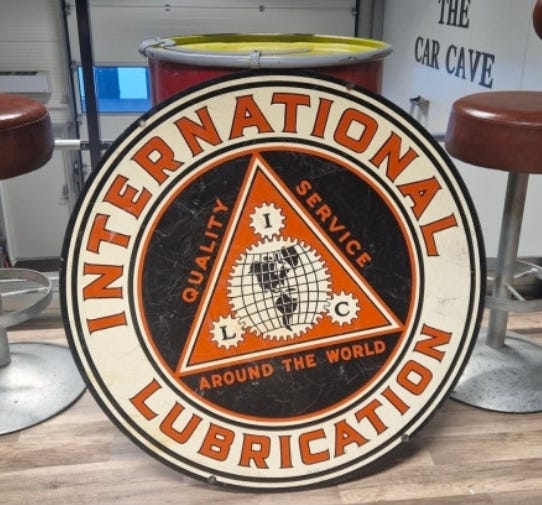 THE
CAR CAVE
INTERNATIONAL
QUALITY
SERVICE
I
L
C
AROUND THE WORLD
LUBRICATION